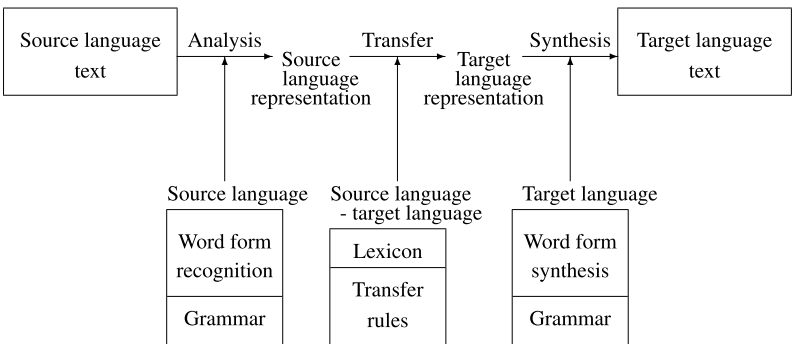 Source language
text
Analysis
Source
language
representation
Transfer
Target
language
representation
Synthesis
Target language
text
Source language
Word form
recognition
Grammar
Source language
- target language
Lexicon
Transfer
rules
Target language
Word form
synthesis
Grammar